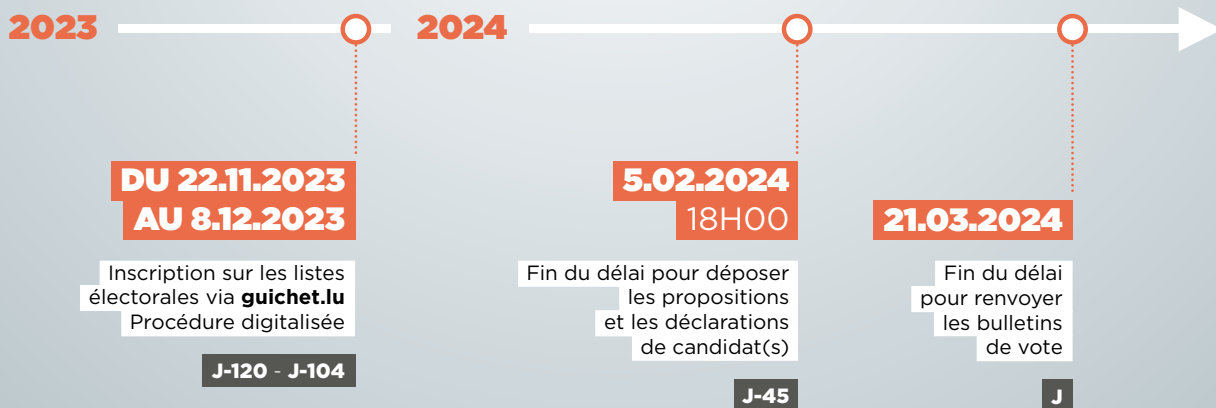 2023
2024
DU 22.11.2023
AU 8.12.2023
Inscription sur les listes
électorales via guichet.lu
Procédure digitalisée
J-120 - J-104
5.02.2024
18H00
Fin du délai pour déposer
les propositions
et les déclarations
de candidat(s)
J-45
21.03.2024
Fin du délai
pour renvoyer
les bulletins
de vote
J